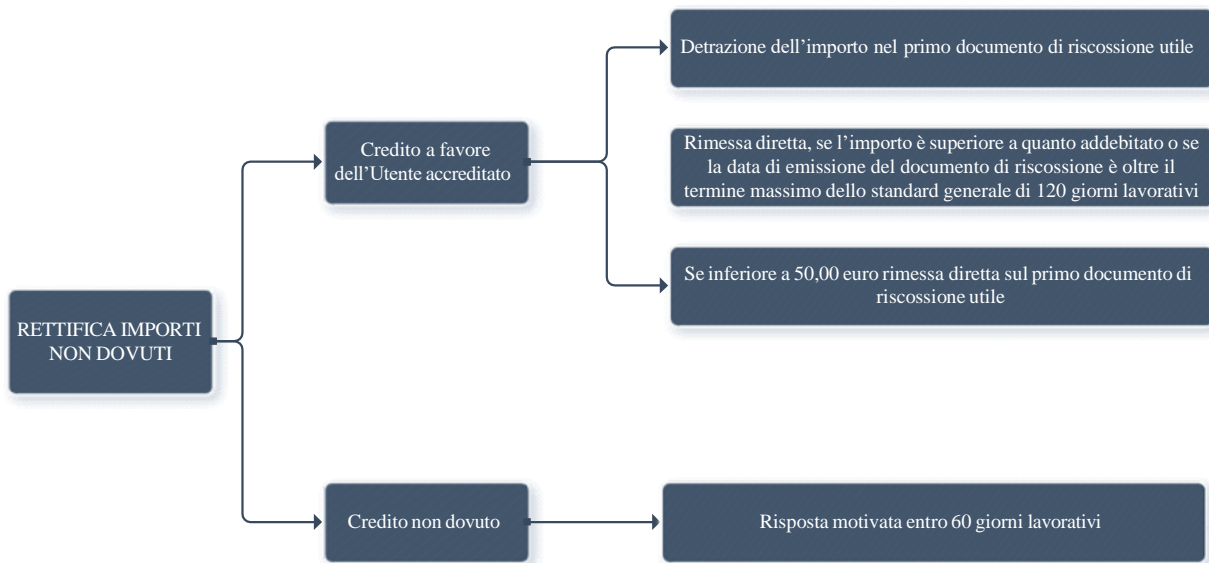 Detrazione dell’importo nel primo documento di riscossione utile
Credito a favore
dell’Utente accreditato
Rimessa diretta, se l’importo è superiore a quanto addebitato o se
la data di emissione del documento di riscossione è oltre il
termine massimo dello standard generale di 120 giorni lavorativi
Se inferiore a 50,00 euro rimessa diretta sul primo documento di
riscossione utile
RETTIFICA IMPORTI
NON DOVUTI
Credito non dovuto
Risposta motivata entro 60 giorni lavorativi